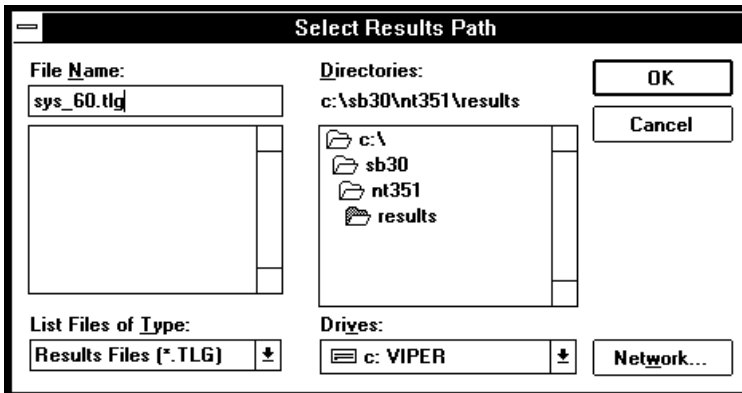 Select Results Path
File Name:
sys_60.tlg
Directories:
c:\sb30\nt351\results
c:\
sb30
nt351
results
OK
Cancel
List Files of Type:
Results Files (*.TLG)
Drives:
c: VIPER
Network...